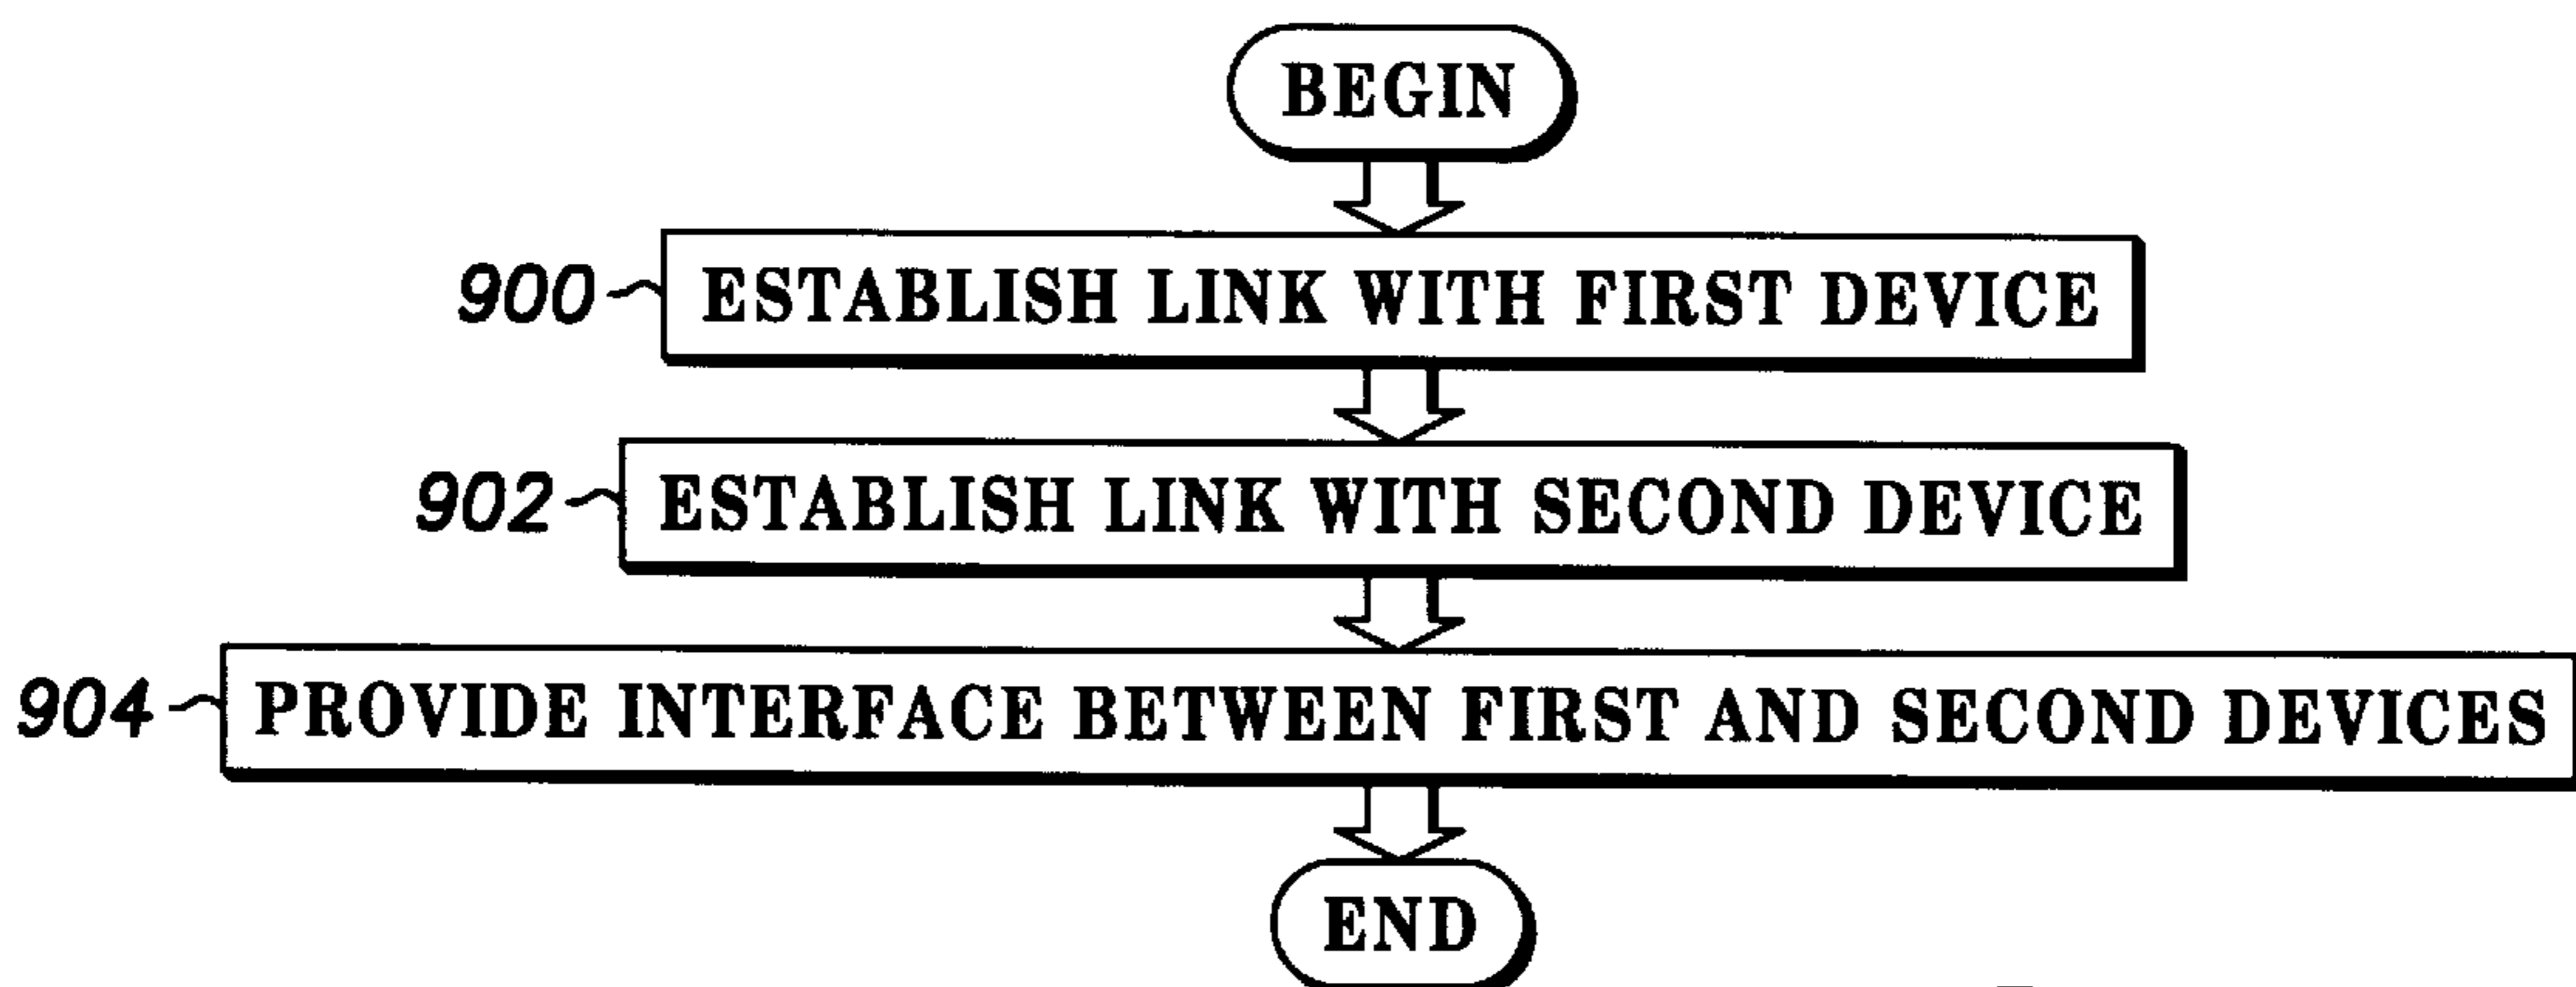 BEGIN
900 ESTABLISH LINK WITH FIRST DEVICE
902 ESTABLISH LINK WITH SECOND DEVICE
904 PROVIDE INTERFACE BETWEEN FIRST AND SECOND DEVICES
END